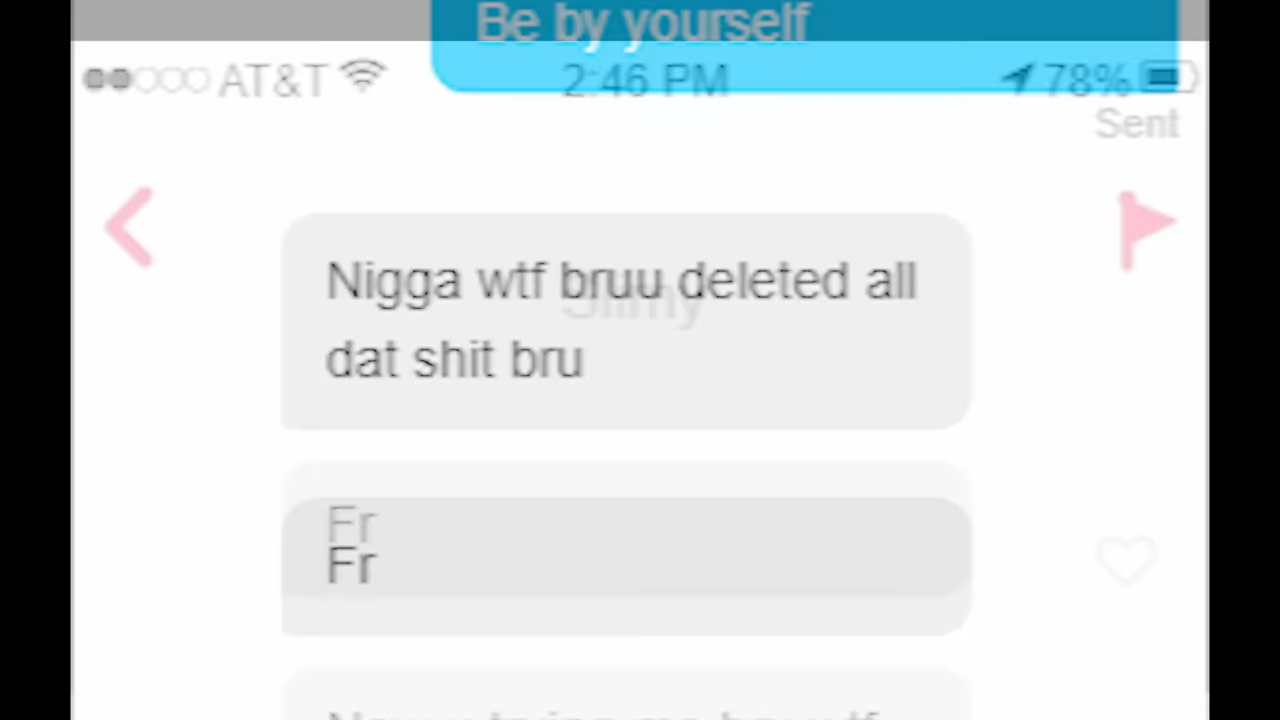 Be by yourself
AT&T 2:46 PM 78%
Sent
Slimy
Nigga wtf bruu deleted all
dat shit bru
Fr
Fr